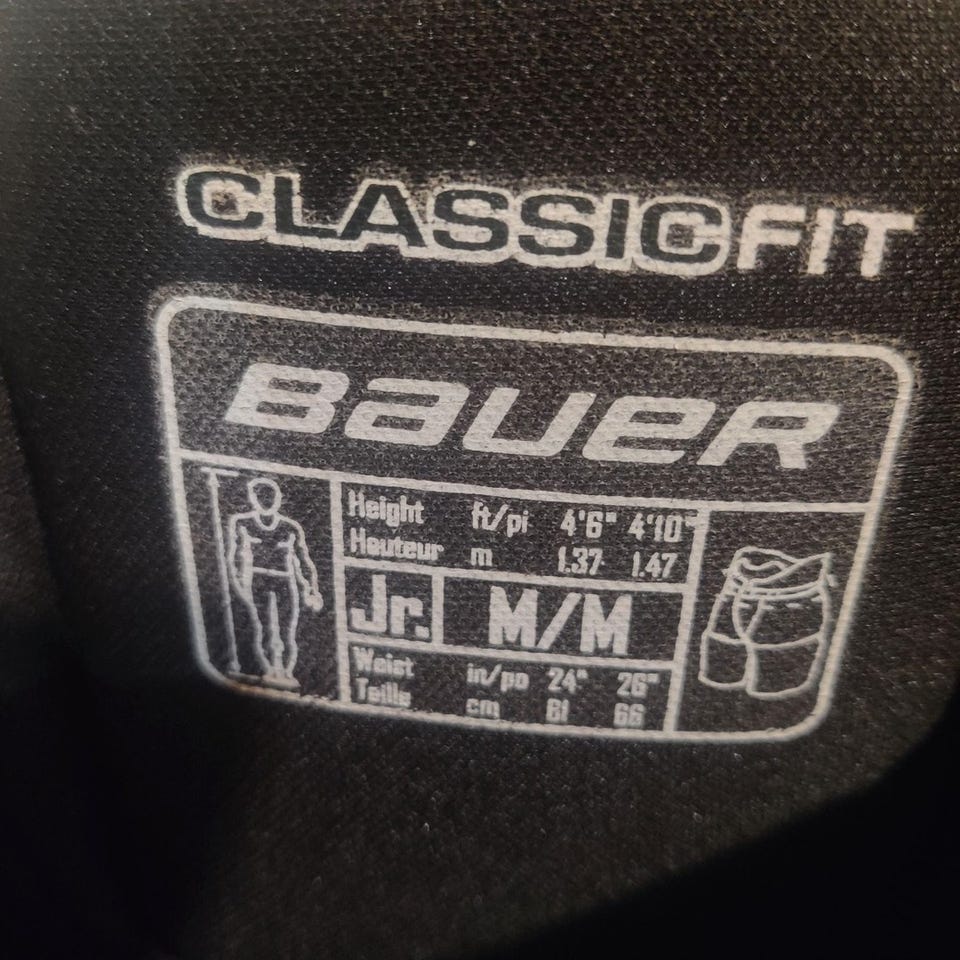 CLASSICFIT
BAUER
Height ft/pi 4'6" 4'10"
Hauteur m 1.37 1.47
Jr. M/M
Waist in/po 24" 26"
Taille cm 61 66